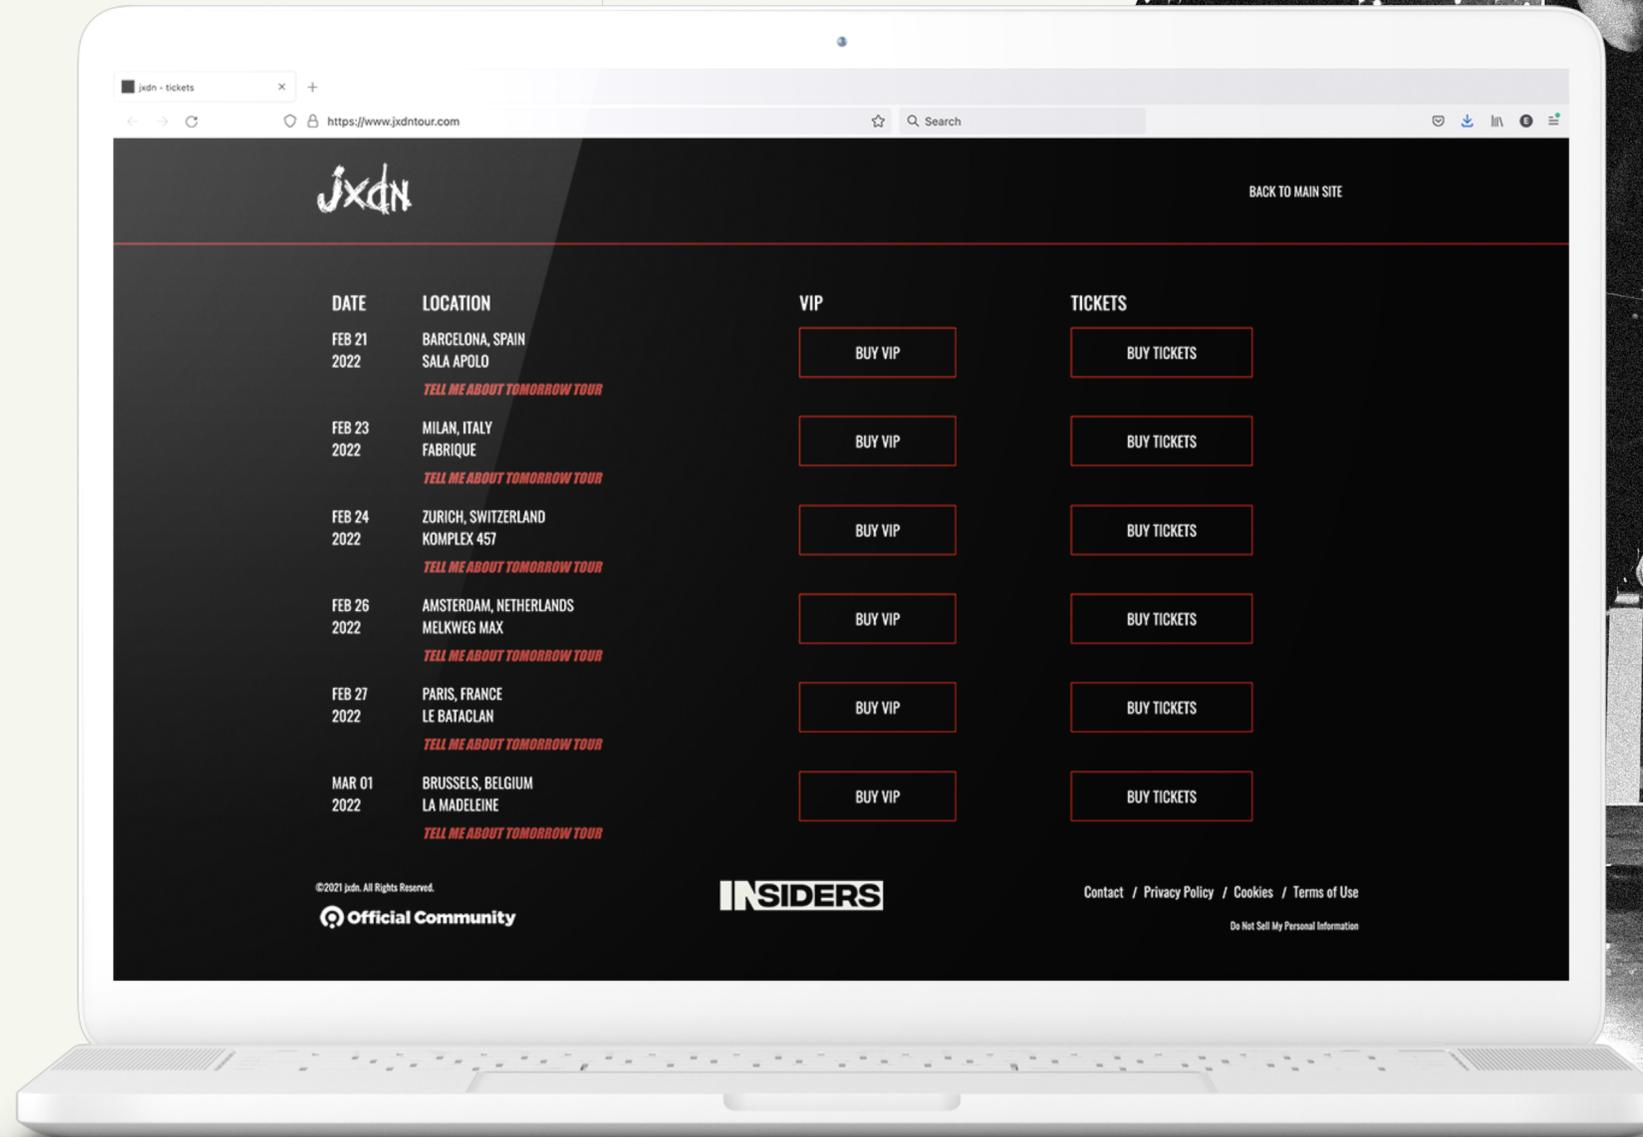 jxdn - tickets
https://www.jxdntour.com
Search
jxdn
BACK TO MAIN SITE
DATE LOCATION VIP TICKETS
FEB 21 BARCELONA, SPAIN
2022 SALA APOLO
BUY VIP BUY TICKETS
TELL ME ABOUT TOMORROW TOUR
FEB 23 MILAN, ITALY
2022 FABRIQUE
BUY VIP BUY TICKETS
TELL ME ABOUT TOMORROW TOUR
FEB 24 ZURICH, SWITZERLAND
2022 KOMPLEX 457
BUY VIP BUY TICKETS
TELL ME ABOUT TOMORROW TOUR
FEB 26 AMSTERDAM, NETHERLANDS
2022 MELKWEG MAX
BUY VIP BUY TICKETS
TELL ME ABOUT TOMORROW TOUR
FEB 27 PARIS, FRANCE
2022 LE BATACLAN
BUY VIP BUY TICKETS
TELL ME ABOUT TOMORROW TOUR
MAR 01 BRUSSELS, BELGIUM
2022 LA MADELEINE
BUY VIP BUY TICKETS
TELL ME ABOUT TOMORROW TOUR
©2021 jxdn. All Rights Reserved.
Official Community
INSIDERS
Contact / Privacy Policy / Cookies / Terms of Use
Do Not Sell My Personal Information